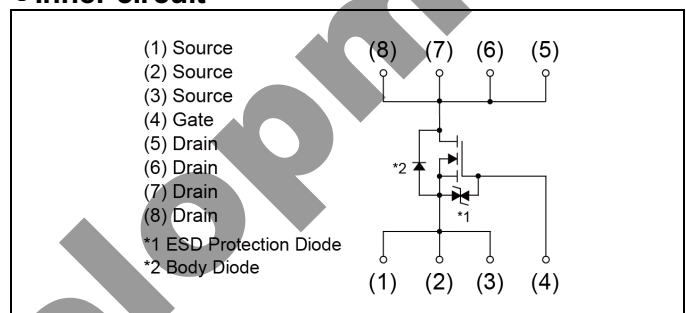 Inner circuit
(1) Source
(2) Source
(3) Source
(4) Gate
(5) Drain
(6) Drain
(7) Drain
(8) Drain
*1 ESD Protection Diode
*2 Body Diode
(8) (7) (6) (5)
*2
*1
(1) (2) (3) (4)
lopm